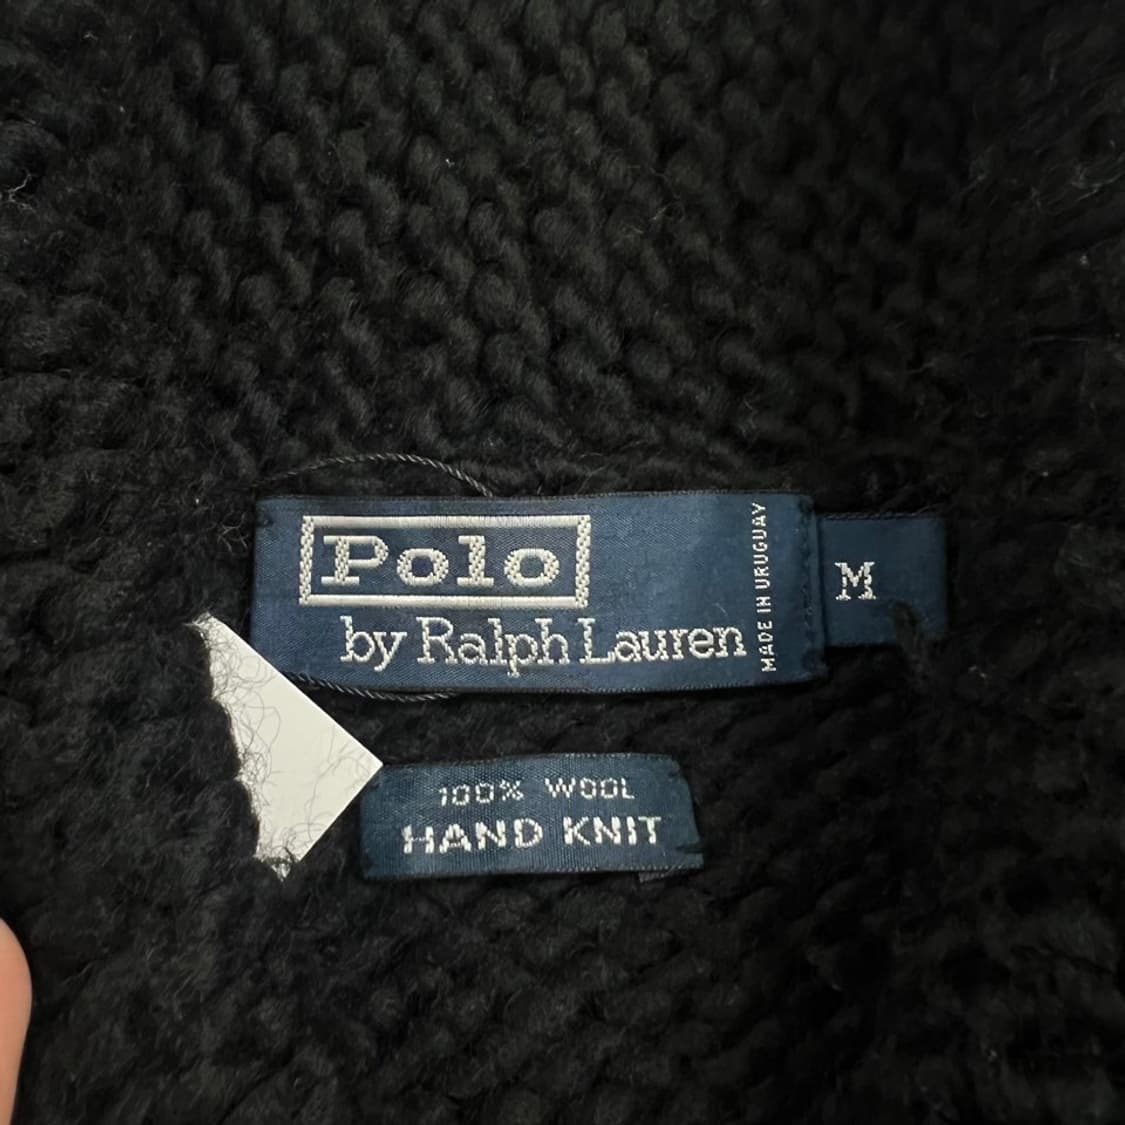 Polo
by Ralph Lauren
MADE IN URUGUAY
M
100% WOOL
HAND KNIT